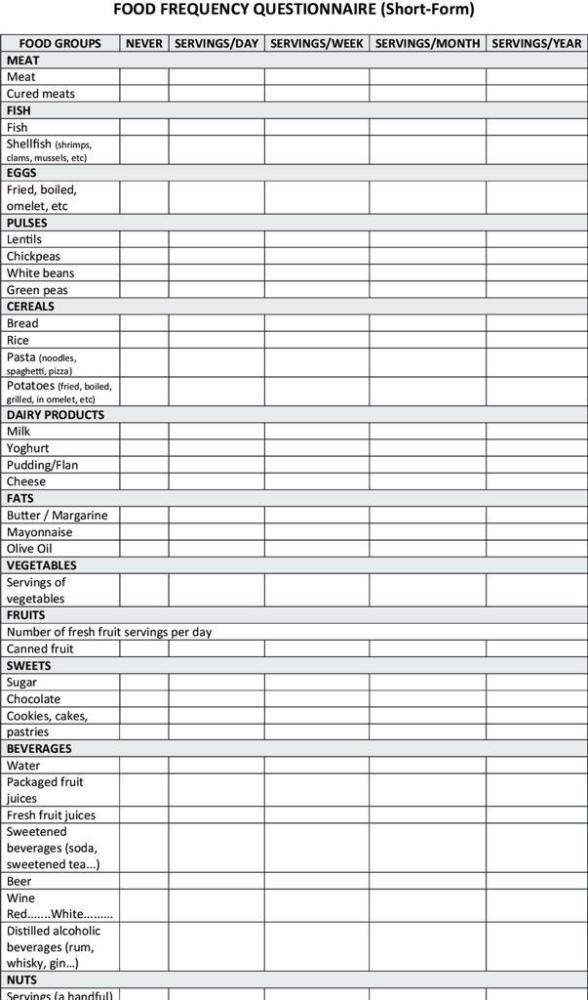 FOOD FREQUENCY QUESTIONNAIRE (Short-Form)
FOOD GROUPS NEVER SERVINGS/DAY SERVINGS/WEEK SERVINGS/MONTH SERVINGS/YEAR
MEAT
Meat
Cured meats
FISH
Fish
Shellfish (shrimps,
clams, mussels, etc)
EGGS
Fried, boiled,
omelet, etc
PULSES
Lentils
Chickpeas
White beans
Green peas
CEREALS
Bread
Rice
Pasta (noodles,
spaghetti, pizza)
Potatoes (fried, boiled,
grilled, in omelet, etc)
DAIRY PRODUCTS
Milk
Yoghurt
Pudding/Flan
Cheese
FATS
Butter / Margarine
Mayonnaise
Olive Oil
VEGETABLES
Servings of
vegetables
FRUITS
Number of fresh fruit servings per day
Canned fruit
SWEETS
Sugar
Chocolate
Cookies, cakes,
pastries
BEVERAGES
Water
Packaged fruit
juices
Fresh fruit juices
Sweetened
beverages (soda,
sweetened tea...)
Beer
Wine
Red.......White.........
Distilled alcoholic
beverages (rum,
whisky, gin...)
NUTS
Servings (a handful)